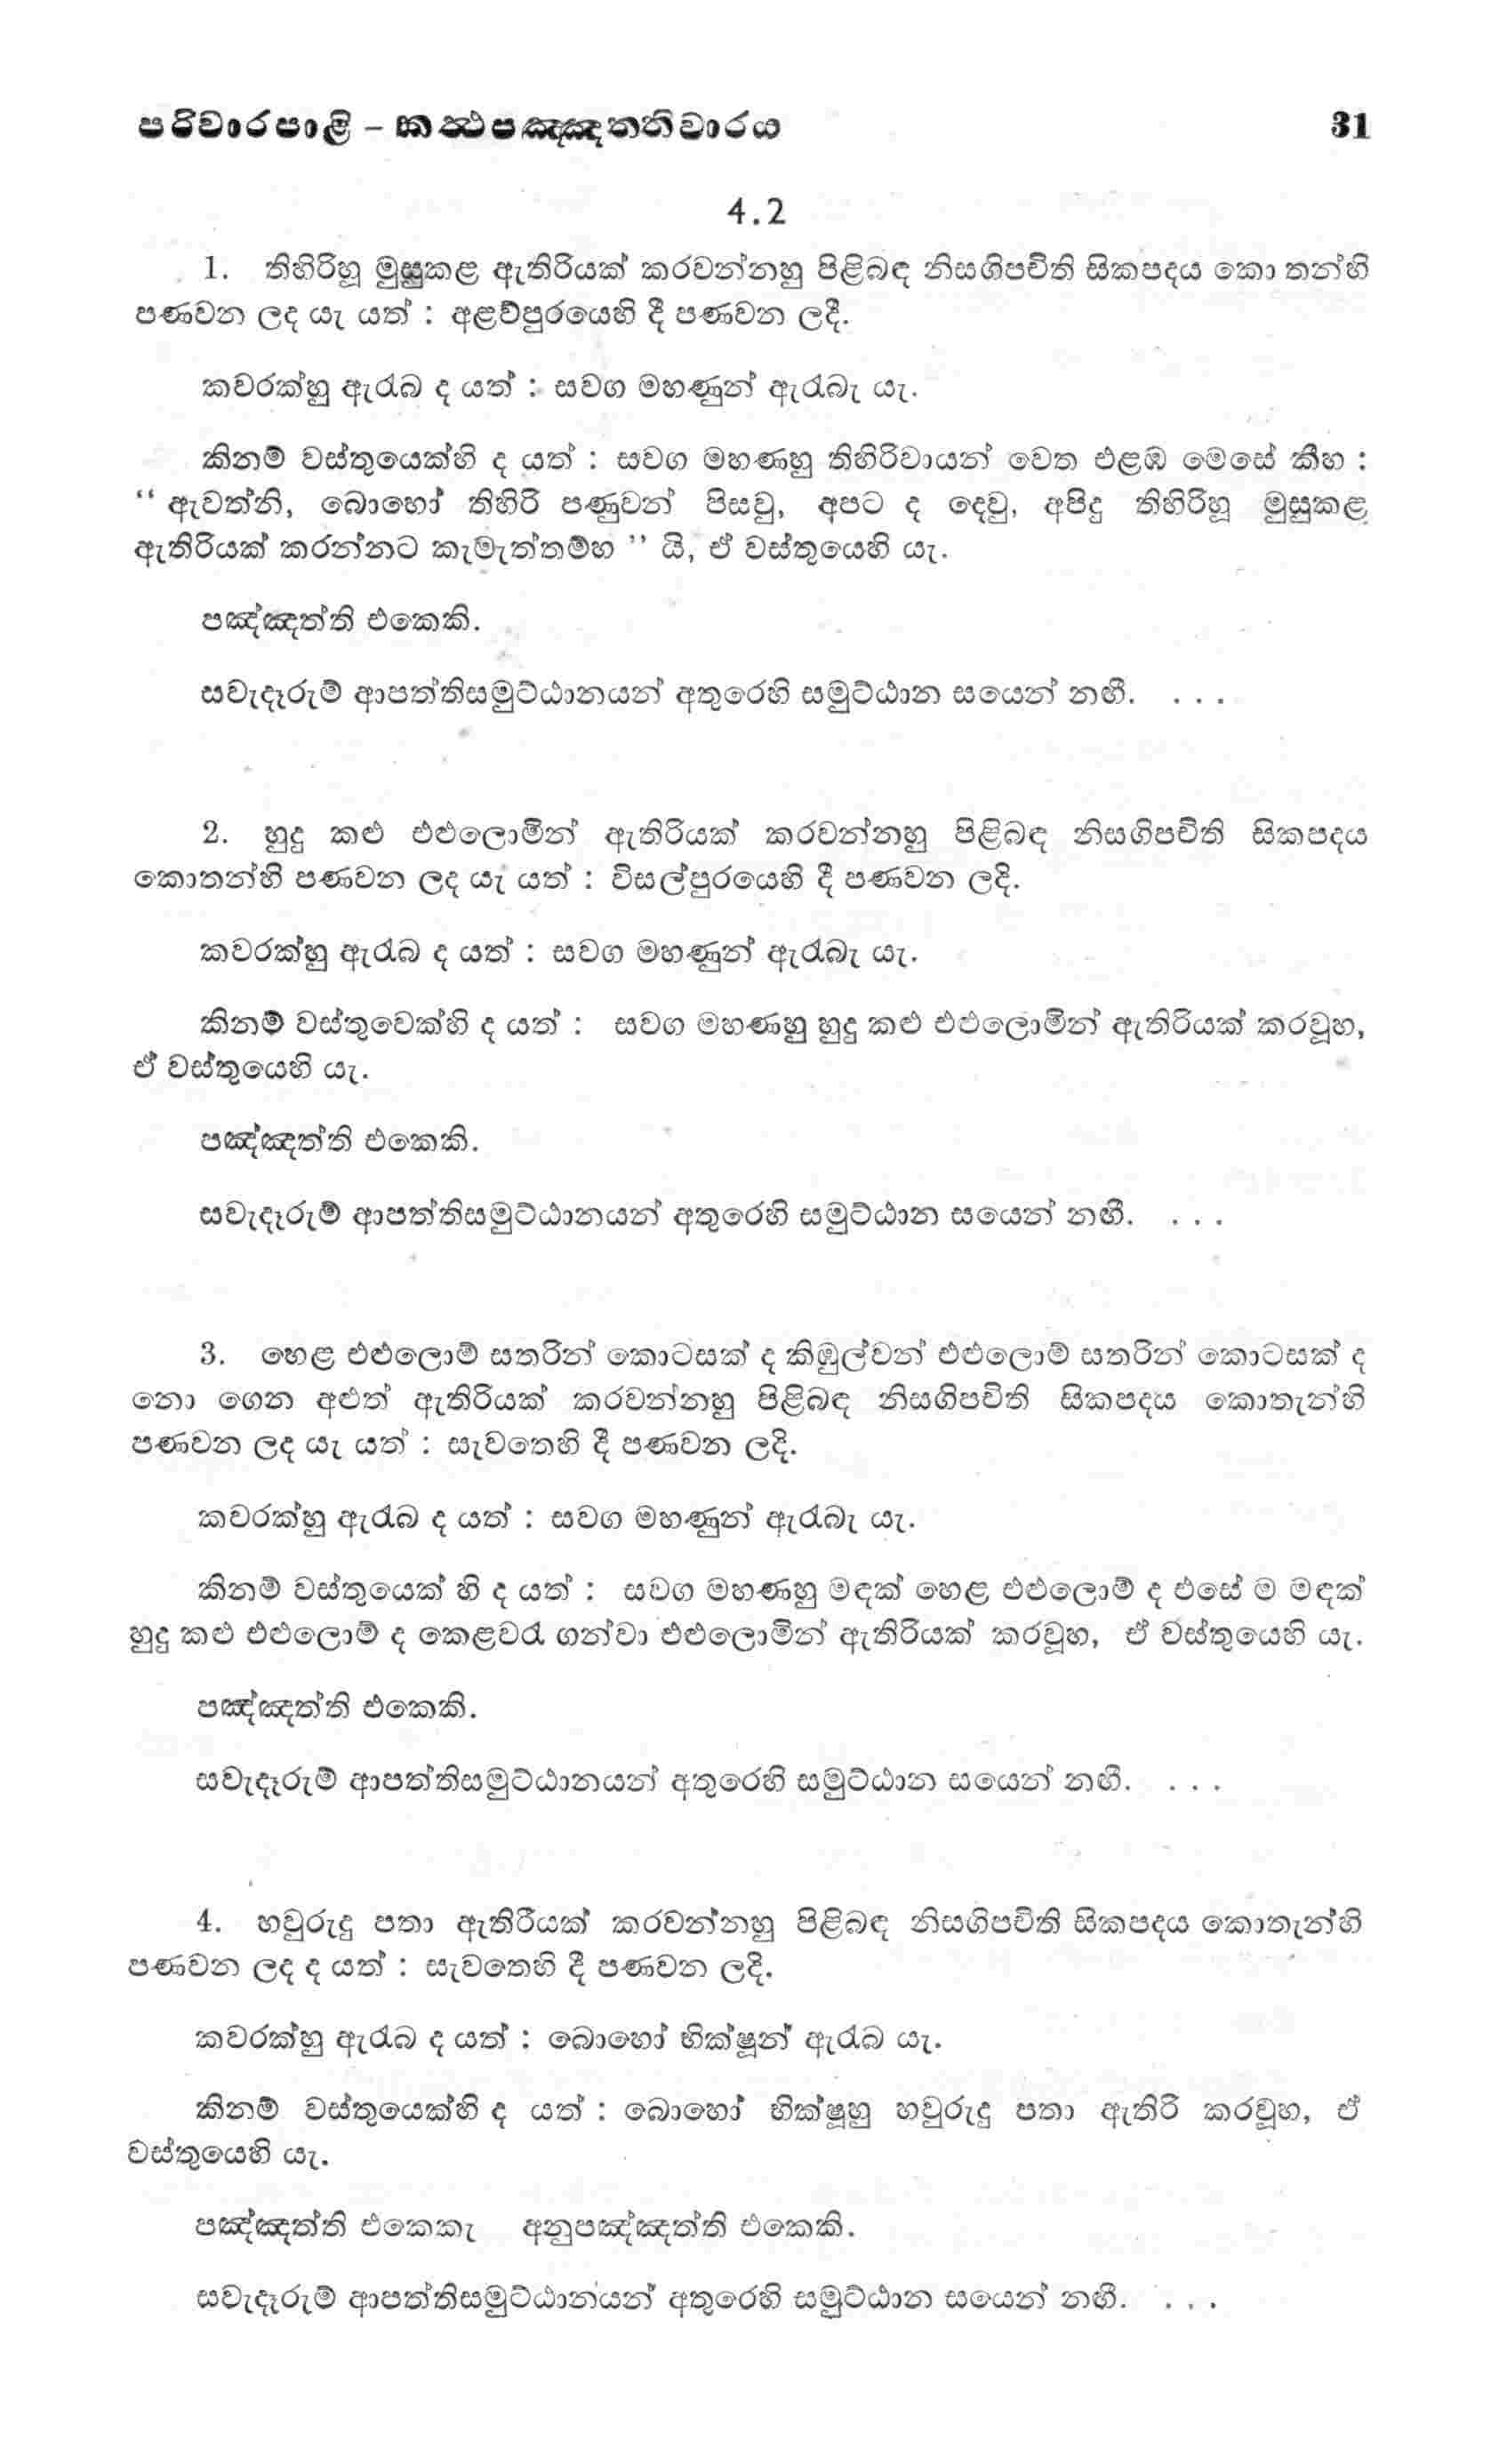 පරිවාරපාළි – කත්‍ථපඤ්ඤත්තිවාරය 31
4.2
1. තිහිරිහූ මුසුකළ ඇතිරියක් කරවන්නහු පිළිබඳ නිසගිපචිති සිකපදය කො තන්හි
පණවන ලද යැ යත් : අළව්පුරයෙහි දී පණවන ලදී.
කවරක්හු ඇරැබ ද යත් : සවග මහණුන් ඇරැබැ යැ.
කිනම් වස්තුයෙක්හි ද යත් : සවග මහණහු තිහිරිවායන් වෙත එළඹ මෙසේ කීහ :
“ ඇවත්නි, බොහෝ තිහිරි පණුවන් පිසවු, අපට ද දෙවු, අපිදු තිහිරිහූ මුසුකළ
ඇතිරියක් කරන්නට කැමැත්තම්හ ” යි, ඒ වස්තුයෙහි යැ.
පඤ්ඤත්ති එකෙකි.
සවැදෑරුම් ආපත්තිසමුට්ඨානයන් අතුරෙහි සමුට්ඨාන සයෙන් නඟී. . . .
2. හුදු කළු එළුලොමින් ඇතිරියක් කරවන්නහු පිළිබඳ නිසගිපචිති සිකපදය
කොතන්හි පණවන ලද යැ යත් : විසල්පුරයෙහි දී පණවන ලදි.
කවරක්හු ඇරැබ ද යත් : සවග මහණුන් ඇරැබැ යැ.
කිනම් වස්තුවෙක්හි ද යත් : සවග මහණහු හුදු කළු එළුලොමින් ඇතිරියක් කරවූහ,
ඒ වස්තුයෙහි යැ.
පඤ්ඤත්ති එකෙකි.
සවැදෑරුම් ආපත්තිසමුට්ඨානයන් අතුරෙහි සමුට්ඨාන සයෙන් නඟී. . . .
3. හෙළ එළුලොම් සතරින් කොටසක් ද කිඹුල්වන් එළුලොම් සතරින් කොටසක් ද
නො ගෙන අළුත් ඇතිරියක් කරවන්නහු පිළිබඳ නිසගිපචිති සිකපදය කොතැන්හි
පණවන ලද යැ යත් : සැවතෙහි දී පණවන ලදි.
කවරක්හු ඇරැබ ද යත් : සවග මහණුන් ඇරැබැ යැ.
කිනම් වස්තුයෙක් හි ද යත් : සවග මහණහු මඳක් හෙළ එළුලොම් ද එසේ ම මඳක්
හුදු කළු එළුලොම් ද කෙළවරැ ගන්වා එළුලොමින් ඇතිරියක් කරවූහ, ඒ වස්තුයෙහි යැ.
පඤ්ඤත්ති එකෙකි.
සවැදෑරුම් ආපත්තිසමුට්ඨානයන් අතුරෙහි සමුට්ඨාන සයෙන් නඟී. . . .
4. හවුරුදු පතා ඇතිරියක් කරවන්නහු පිළිබඳ නිසගිපචිති සිකපදය කොතැන්හි
පණවන ලද ද යත් : සැවතෙහි දී පණවන ලදි.
කවරක්හු ඇරැබ ද යත් : බොහෝ භික්ෂූන් ඇරැබ යැ.
කිනම් වස්තුයෙක්හි ද යත් : බොහෝ භික්ෂූහු හවුරුදු පතා ඇතිරි කරවූහ, ඒ
වස්තුයෙහි යැ.
පඤ්ඤත්ති එකෙකැ අනුපඤ්ඤත්ති එකෙකි.
සවැදෑරුම් ආපත්තිසමුට්ඨානයන් අතුරෙහි සමුට්ඨාන සයෙන් නඟී. . . .